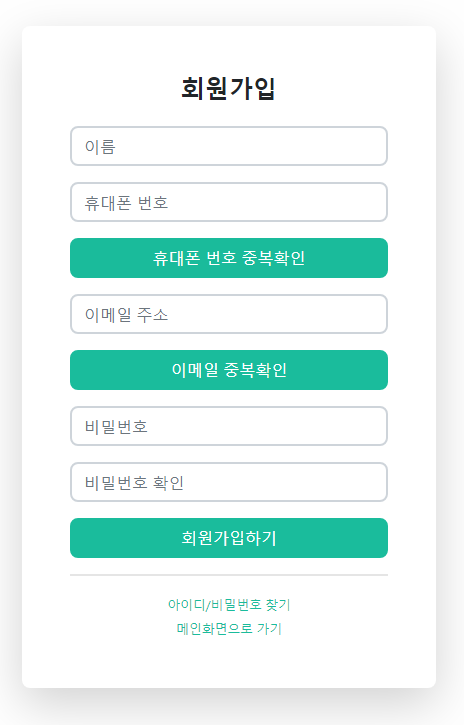 회원가입
이름
휴대폰 번호
휴대폰 번호 중복확인
이메일 주소
이메일 중복확인
비밀번호
비밀번호 확인
회원가입하기
아이디/비밀번호 찾기
메인화면으로 가기